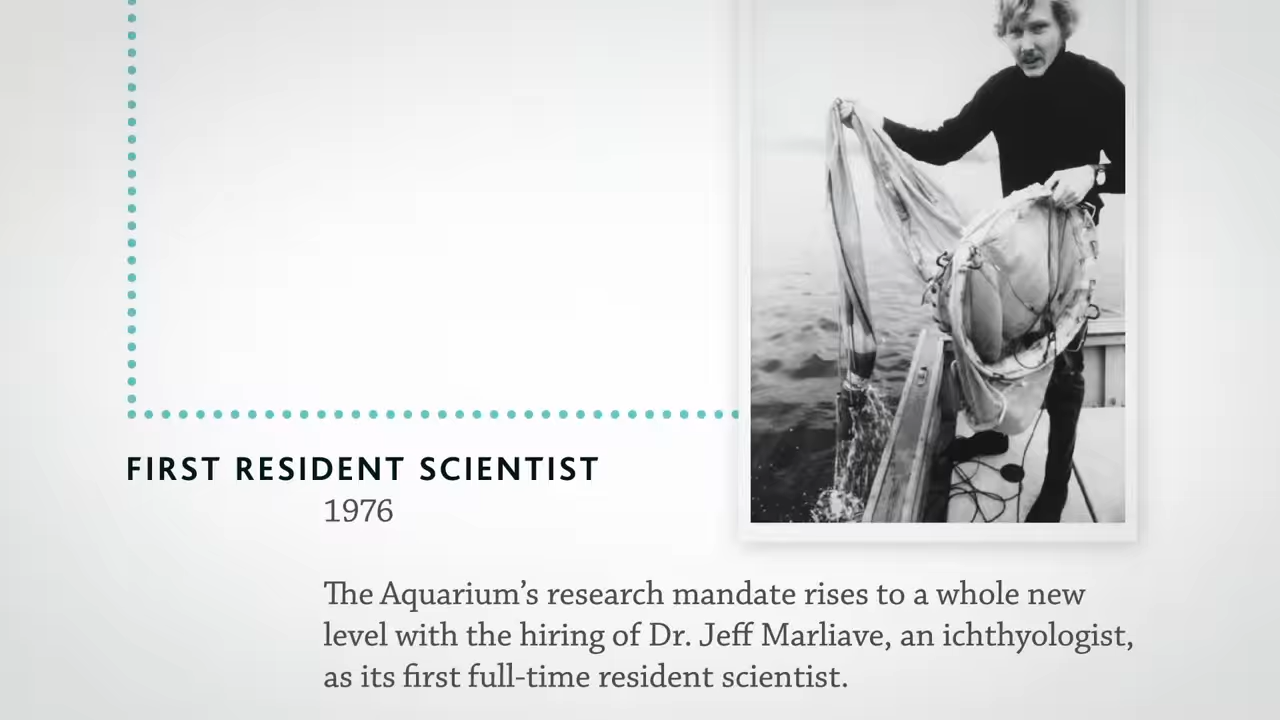 FIRST RESIDENT SCIENTIST
1976
The Aquarium’s research mandate rises to a whole new
level with the hiring of Dr. Jeff Marliave, an ichthyologist,
as its first full-time resident scientist.